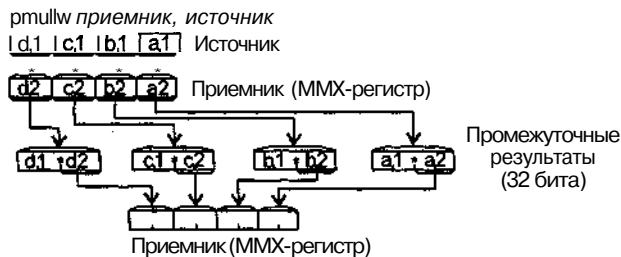 pmullw приемник, источник
d1 c1 b1 a1 Источник
* * * *
d2 c2 b2 a2 Приемник (MMX-регистр)
d1 * d2 c1 * c2 b1 * b2 a1 * a2
Промежуточные
результаты
(32 бита)
Приемник (MMX-регистр)